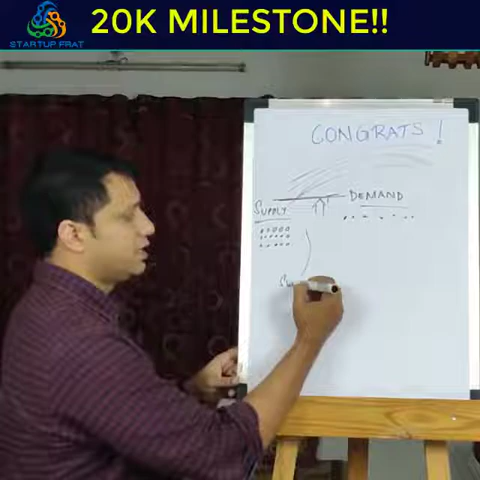 20K MILESTONE!!
STARTUP FRAT
CONGRATS!
DEMAND
SUPPLY